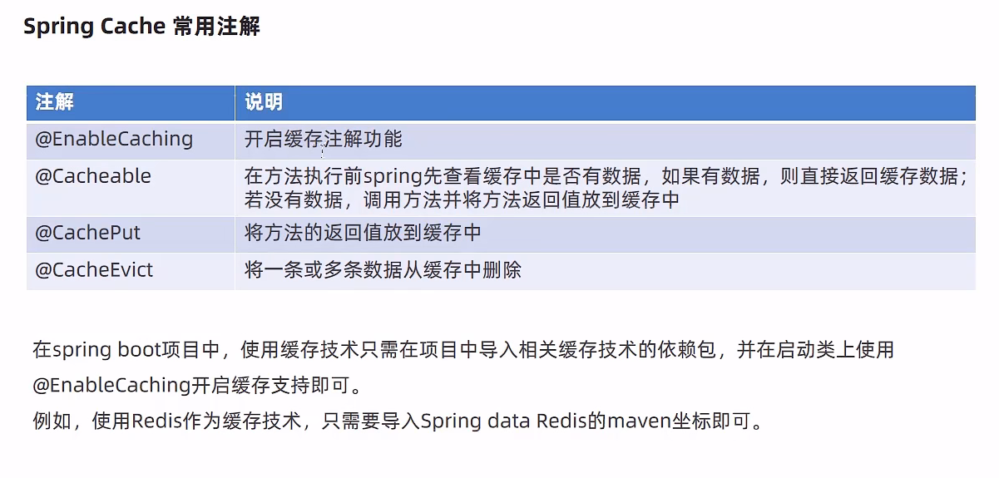 Spring Cache 常用注解
注解 说明
@EnableCaching 开启缓存注解功能
@Cacheable 在方法执行前spring先查看缓存中是否有数据，如果有数据，则直接返回缓存数据；
若没有数据，调用方法并将方法返回值放到缓存中
@CachePut 将方法的返回值放到缓存中
@CacheEvict 将一条或多条数据从缓存中删除
在spring boot项目中，使用缓存技术只需在项目中导入相关缓存技术的依赖包，并在启动类上使用
@EnableCaching开启缓存支持即可。
例如，使用Redis作为缓存技术，只需要导入Spring data Redis的maven坐标即可。